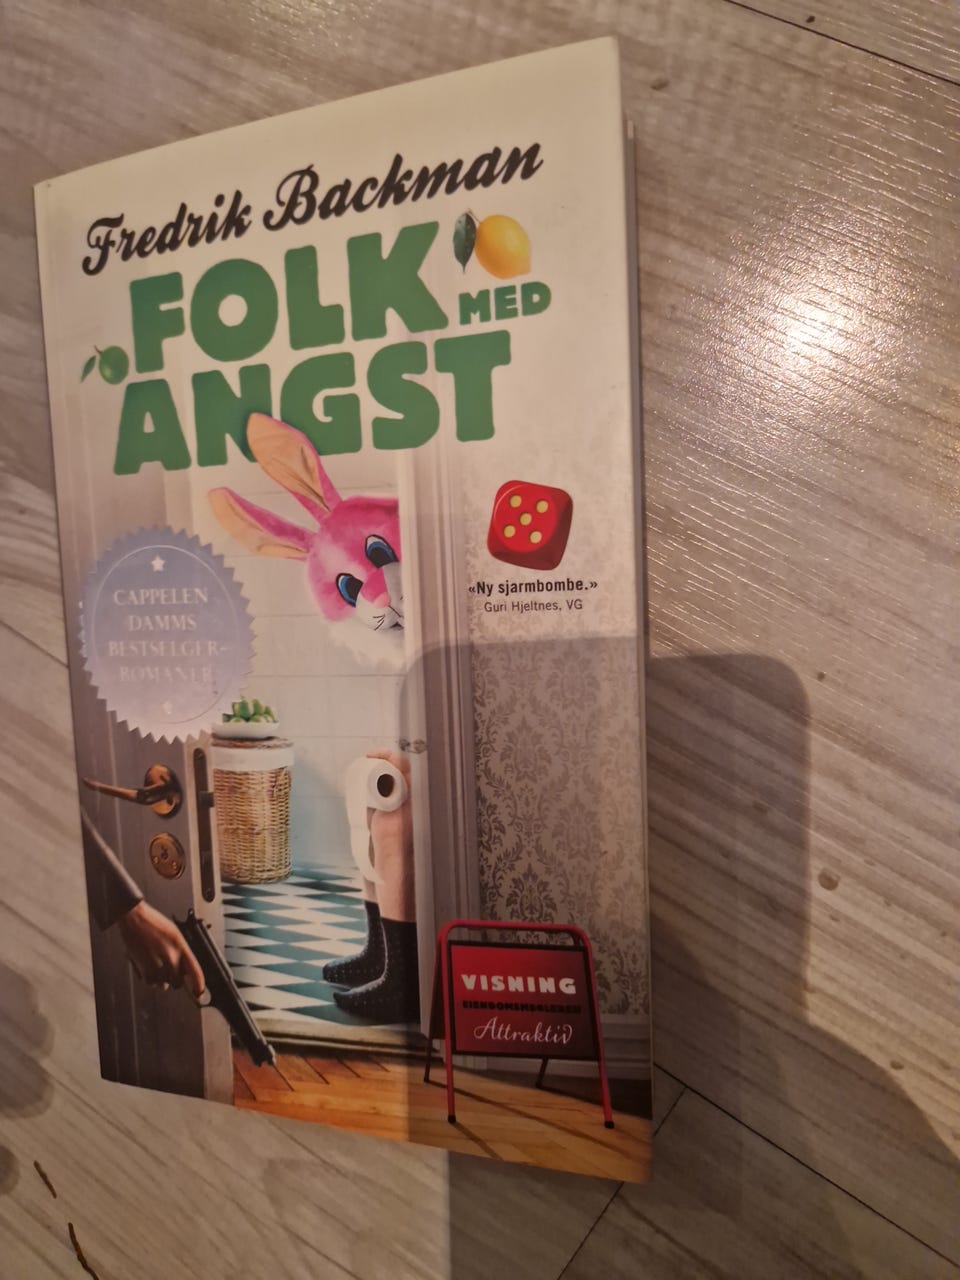 Fredrik Backman
FOLK
MED
ANGST
CAPPELEN
DAMMS
BESTSELGER-
ROMANER
«Ny sjarmbombe.»
Guri Hjeltnes, VG
VISNING
EIENDOMSMEGLEREN
Attraktiv